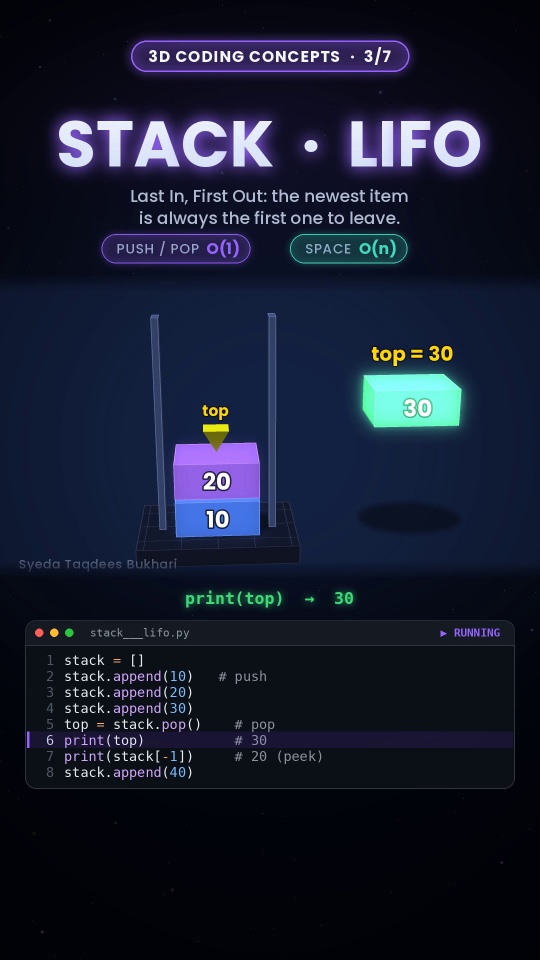 3D CODING CONCEPTS · 3/7
STACK · LIFO
Last In, First Out: the newest item
is always the first one to leave.
PUSH / POP O(1)
SPACE O(n)
top = 30
30
top
20
10
Syeda Taqdees Bukhari
print(top) → 30
stack___lifo.py
▶ RUNNING
1 stack = []
2 stack.append(10)   # push
3 stack.append(20)
4 stack.append(30)
5 top = stack.pop()    # pop
6 print(top)           # 30
7 print(stack[-1])     # 20 (peek)
8 stack.append(40)